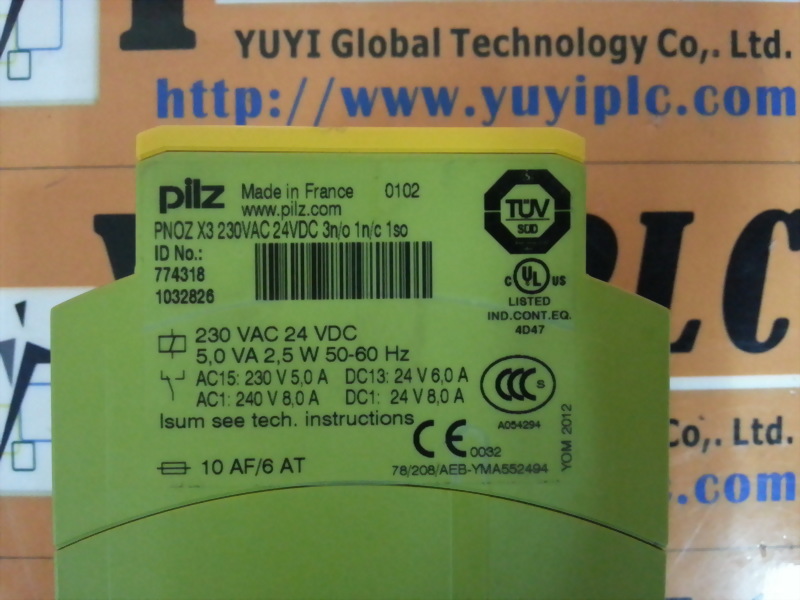 YUYI Global Technology Co,. Ltd.
http://www.yuyiplc.com
pilz Made in France 0102
www.pilz.com
PNOZ X3 230VAC 24VDC 3n/o 1n/c 1so
ID No.:
774318
1032826
TÜV
SÜD
C UL US
LISTED
IND.CONT.EQ.
4D47
230 VAC 24 VDC
5,0 VA 2,5 W 50-60 Hz
AC15: 230 V 5,0 A DC13: 24 V 6,0 A
AC1: 240 V 8,0 A DC1: 24 V 8,0 A
Isum see tech. instructions
CCC S
A054294
CE 0032
YOM 2012
10 AF/6 AT
78/208/AEB-YMA552494
PLC
Co,. Ltd.
.com